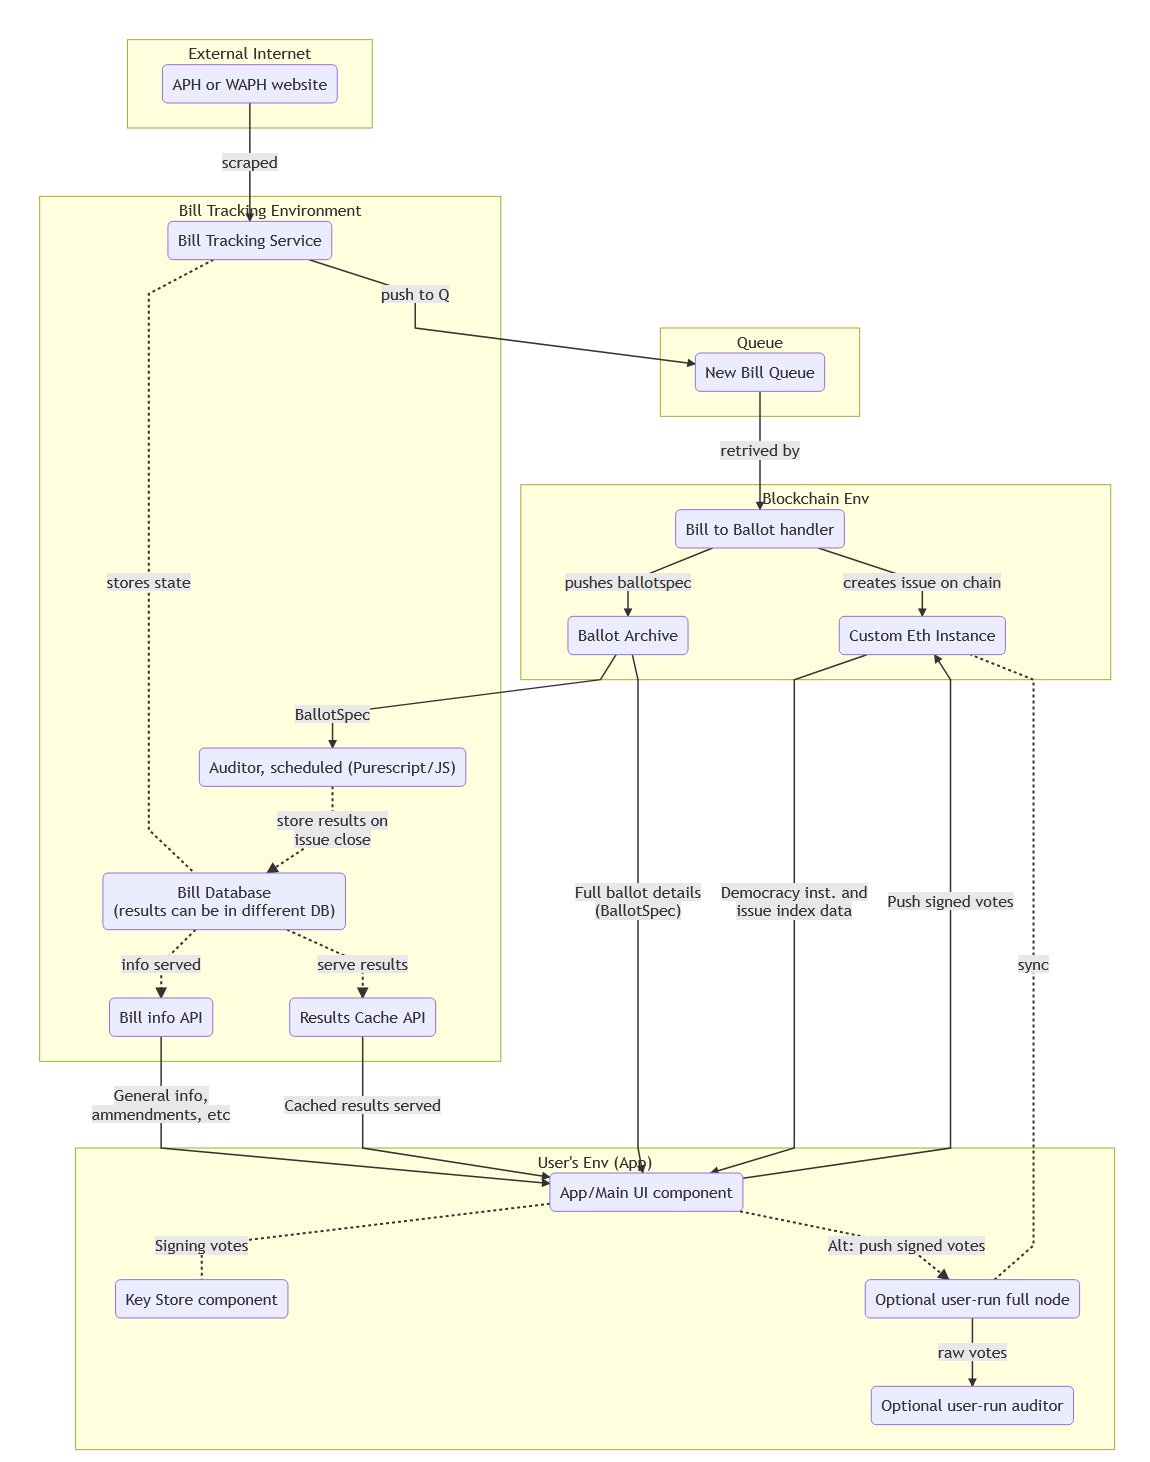 External Internet
APH or WAPH website
scraped
Bill Tracking Environment
Bill Tracking Service
push to Q
Queue
New Bill Queue
retrived by
Blockchain Env
Bill to Ballot handler
stores state
pushes ballotspec
creates issue on chain
Ballot Archive
Custom Eth Instance
BallotSpec
Auditor, scheduled (Purescript/JS)
store results on
issue close
Bill Database
(results can be in different DB)
Full ballot details
(BallotSpec)
Democracy inst. and
issue index data
Push signed votes
info served
serve results
sync
Bill info API
Results Cache API
General info,
ammendments, etc
Cached results served
User's Env (App)
App/Main UI component
Signing votes
Alt: push signed votes
Key Store component
Optional user-run full node
raw votes
Optional user-run auditor